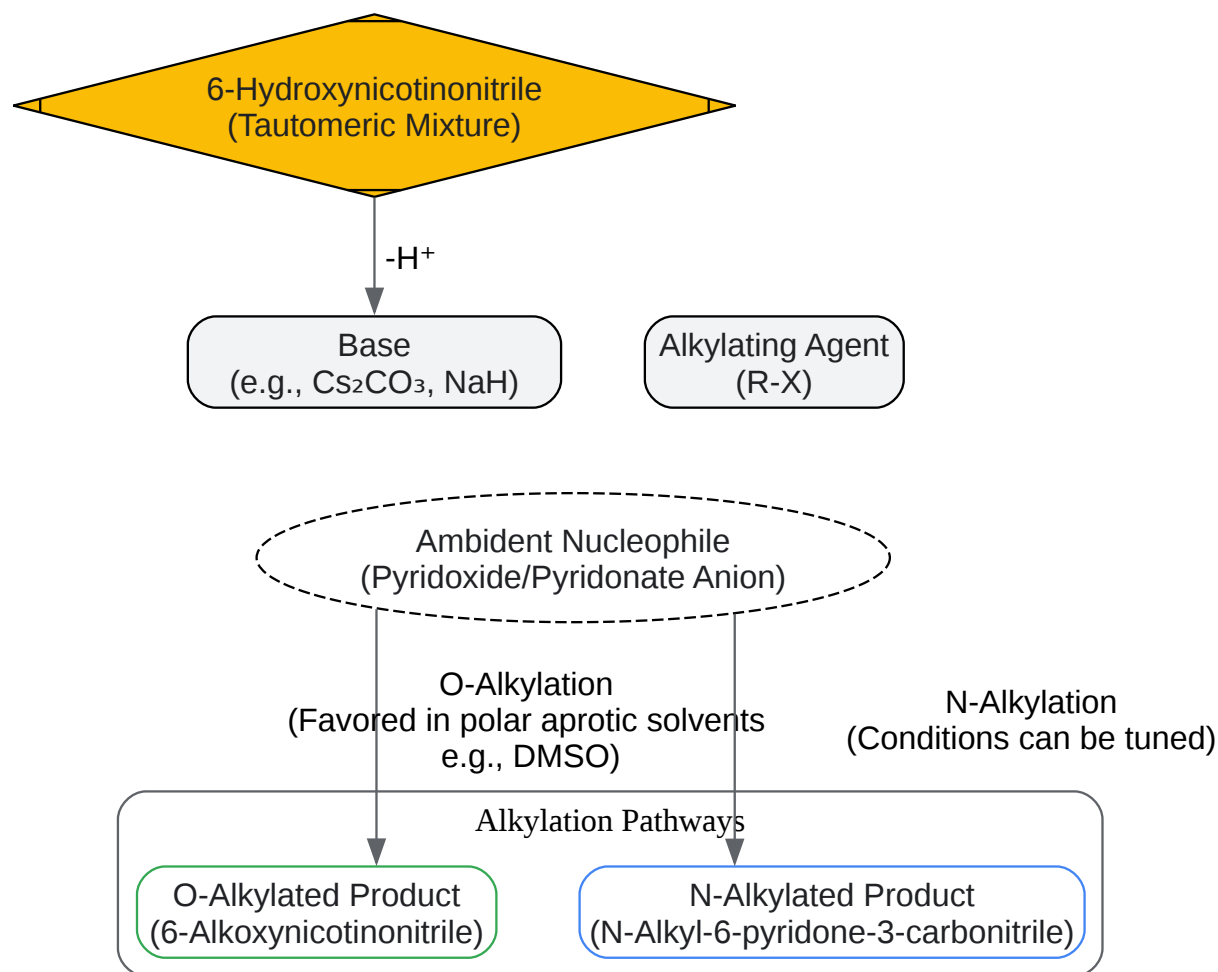 6-Hydroxynicotinonitrile
(Tautomeric Mixture)
-H⁺
Base
(e.g., Cs₂CO₃, NaH)
Alkylating Agent
(R-X)
Ambident Nucleophile
(Pyridoxide/Pyridonate Anion)
O-Alkylation
(Favored in polar aprotic solvents
e.g., DMSO)
N-Alkylation
(Conditions can be tuned)
Alkylation Pathways
O-Alkylated Product
(6-Alkoxynicotinonitrile)
N-Alkylated Product
(N-Alkyl-6-pyridone-3-carbonitrile)